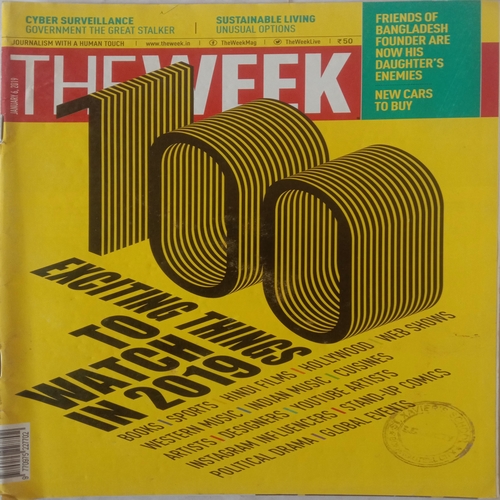 CYBER SURVEILLANCE
GOVERNMENT THE GREAT STALKER
SUSTAINABLE LIVING
UNUSUAL OPTIONS
FRIENDS OF
BANGLADESH
FOUNDER ARE
NOW HIS
DAUGHTER'S
ENEMIES
NEW CARS
TO BUY
JOURNALISM WITH A HUMAN TOUCH | www.theweek.in | TheWeekMag | TheWeekLive | ₹50
JANUARY 6, 2019
THE WEEK
100
EXCITING THINGS
TO
WATCH
IN 2019
BOOKS | SPORTS | HINDI FILMS | HOLLYWOOD | WEB SHOWS
WESTERN MUSIC | INDIAN MUSIC | CUISINES
ARTISTS | DESIGNERS | YOUTUBE ARTISTS
INSTAGRAM INFLUENCERS | STAND-UP COMICS
POLITICAL DRAMA | GLOBAL EVENTS